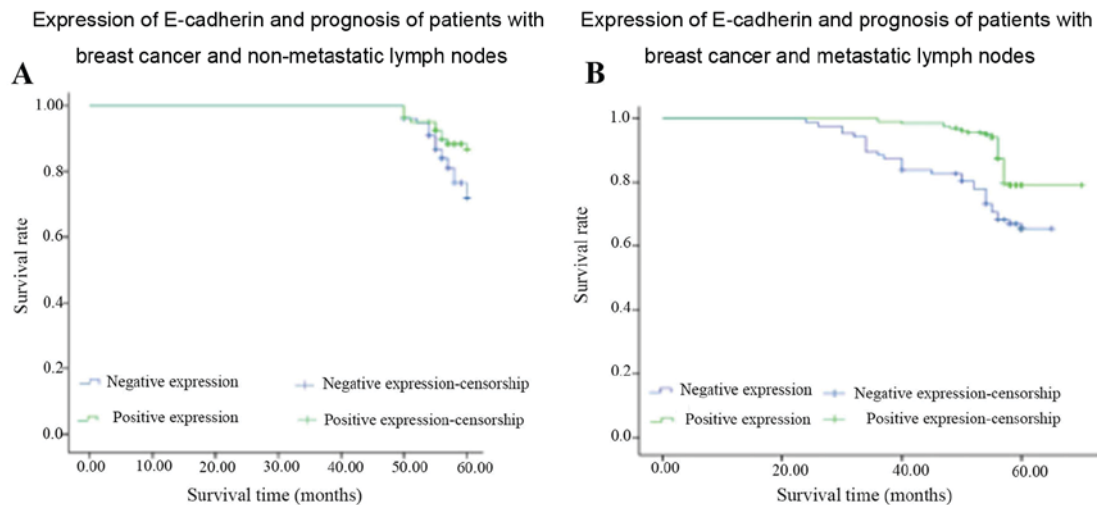 Expression of E-cadherin and prognosis of patients with
breast cancer and non-metastatic lymph nodes
A
1.00
0.8
0.6
0.4
0.2
0.0
Survival rate
Negative expression
Negative expression-censorship
Positive expression
Positive expression-censorship
0.00 10.00 20.00 30.00 40.00 50.00 60.00
Survival time (months)
Expression of E-cadherin and prognosis of patients with
breast cancer and metastatic lymph nodes
B
1.0
0.8
0.6
0.4
0.2
0.0
Survival rate
Negative expression
Negative expression-censorship
Positive expression
Positive expresion-censorship
0.00 20.00 40.00 60.00
Survival time (months)